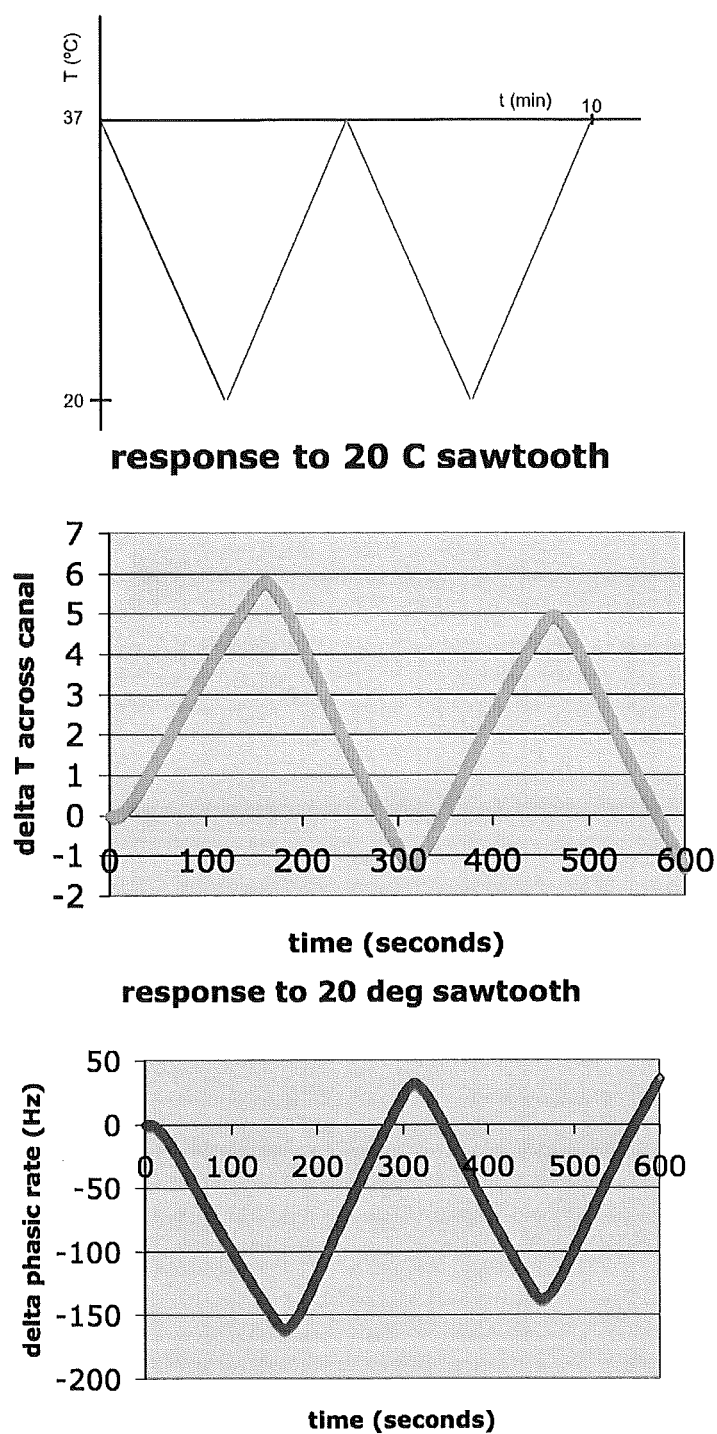 T (ºC)
37
t (min)
10
20
response to 20 C sawtooth
delta T across canal
7
6
5
4
3
2
1
0
-1
-2
0 100 200 300 400 500 600
time (seconds)
response to 20 deg sawtooth
delta phasic rate (Hz)
50
0
-50
-100
-150
-200
0 100 200 300 400 500 600
time (seconds)